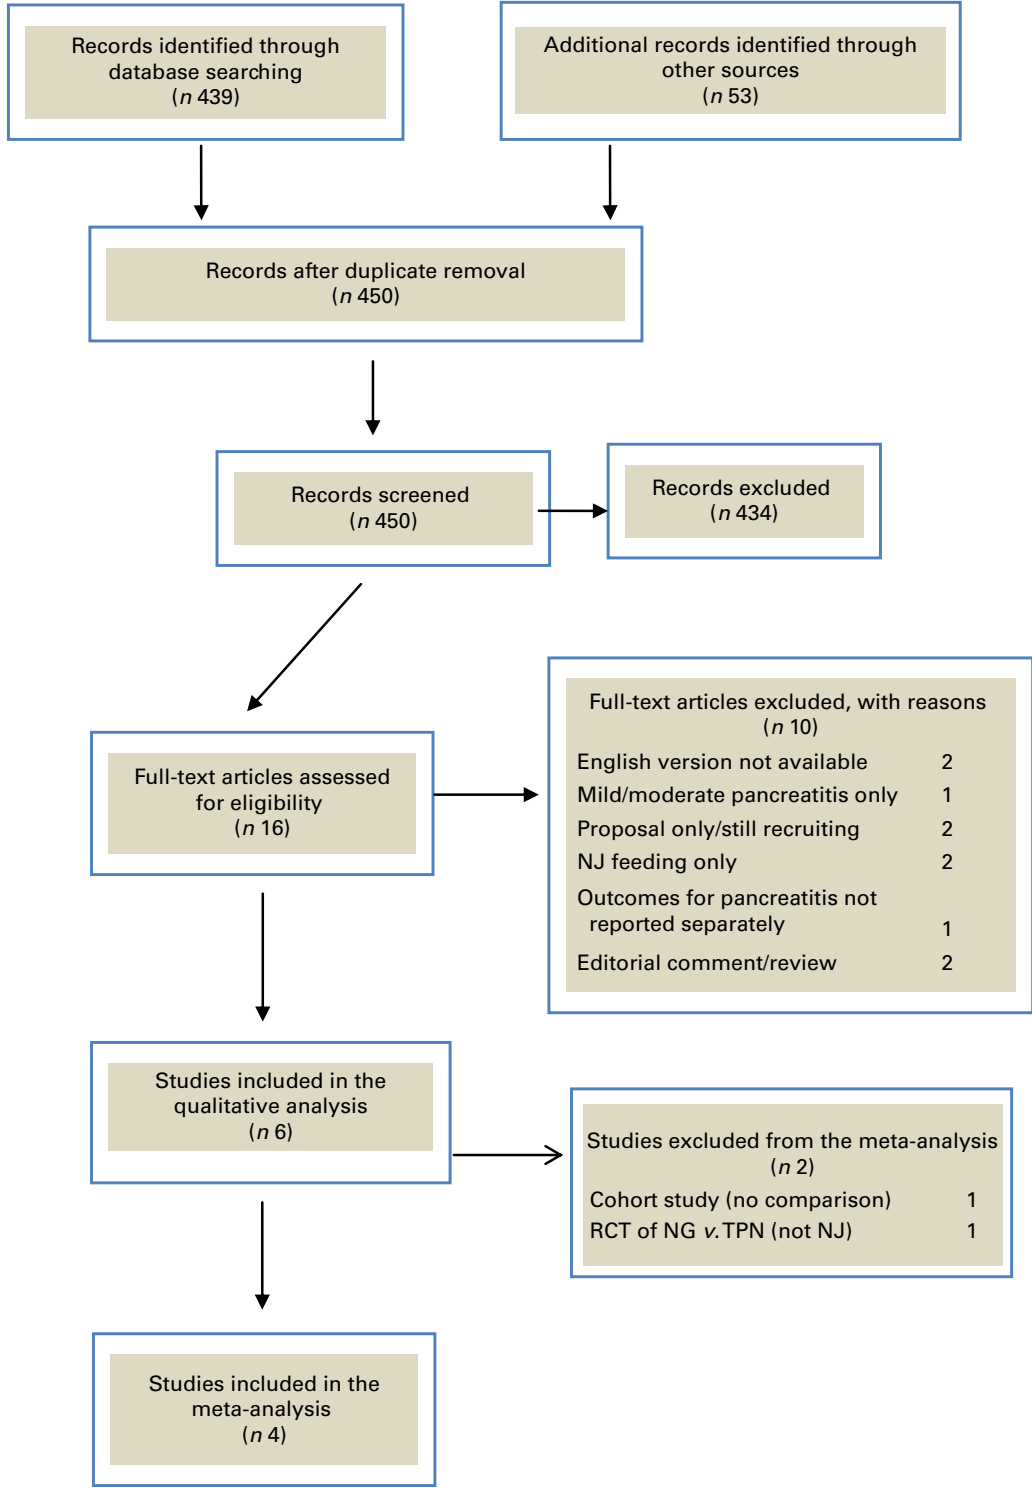 Records identified through
database searching
(n 439)
Additional records identified through
other sources
(n 53)
Records after duplicate removal
(n 450)
Records screened
(n 450)
Records excluded
(n 434)
Full-text articles assessed
for eligibility
(n 16)
Full-text articles excluded, with reasons
(n 10)
English version not available 2
Mild/moderate pancreatitis only 1
Proposal only/still recruiting 2
NJ feeding only 2
Outcomes for pancreatitis not
reported separately 1
Editorial comment/review 2
Studies included in the
qualitative analysis
(n 6)
Studies excluded from the meta-analysis
(n 2)
Cohort study (no comparison) 1
RCT of NG v. TPN (not NJ) 1
Studies included in the
meta-analysis
(n 4)